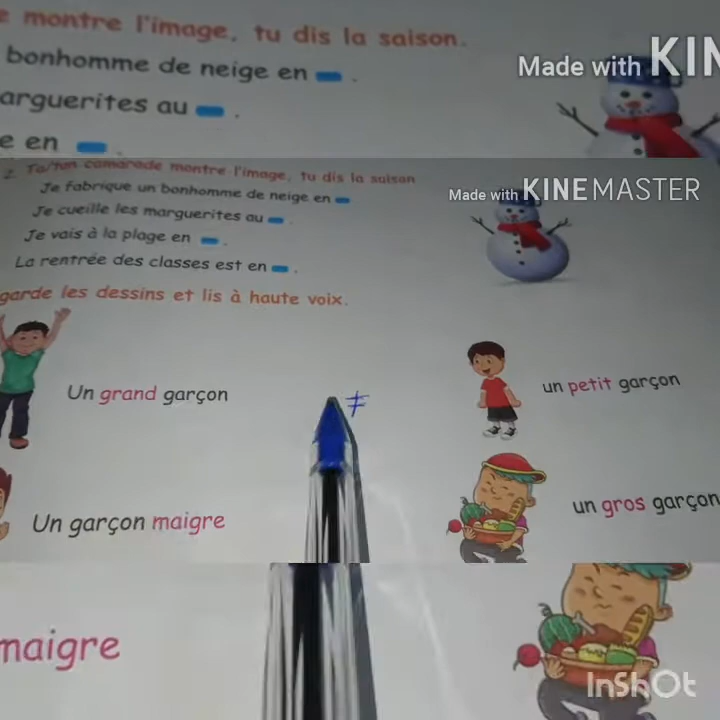 e montre l'image, tu dis la saison.
bonhomme de neige en .
Made with KIN
arguerites au .
e en .
2. Ton camarade montre l'image, tu dis la saison
Je fabrique un bonhomme de neige en
Made with KINEMASTER
Je cueille les marguerites au .
Je vais à la plage en .
La rentrée des classes est en .
garde les dessins et lis à haute voix.
Un grand garçon
≠
un petit garçon
Un garçon maigre
un gros garçon
maigre
InShOt